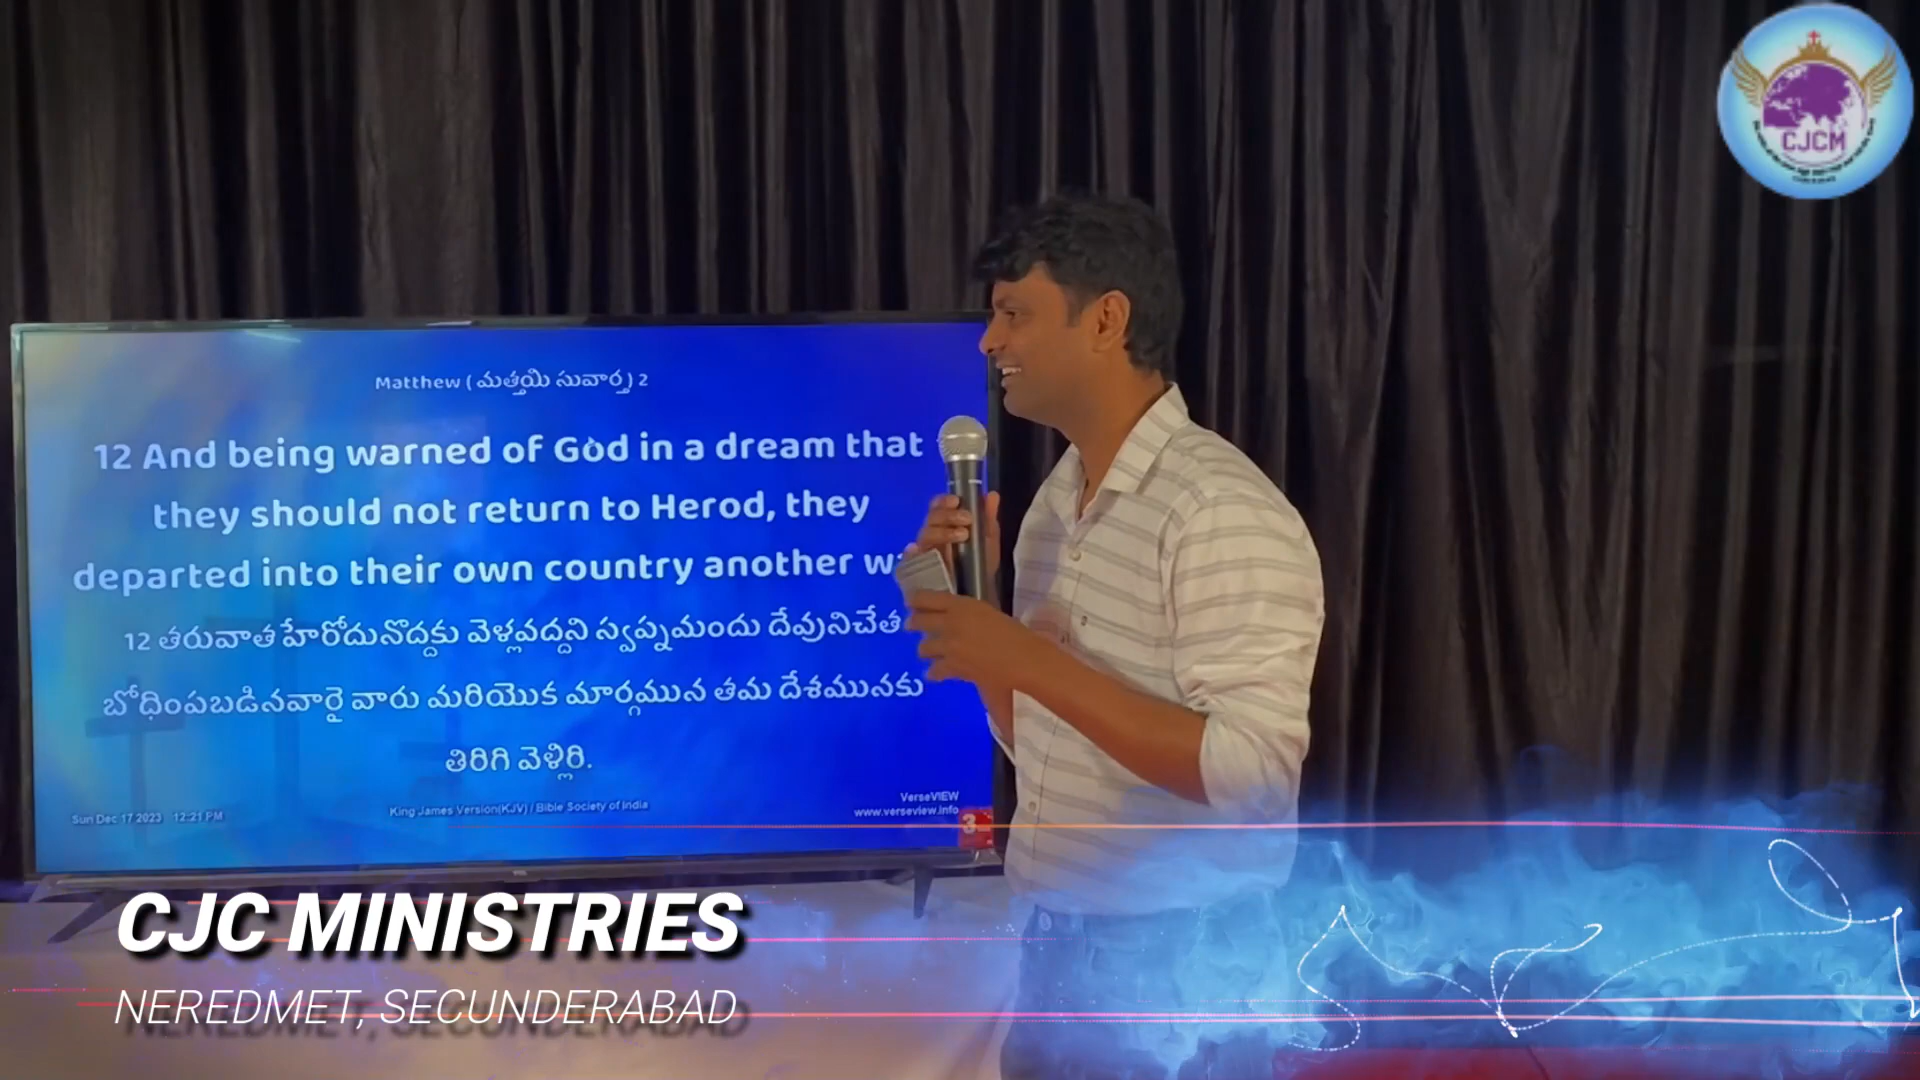 CJCM
Matthew ( మత్తయి సువార్త ) 2
12 And being warned of God in a dream that
they should not return to Herod, they
departed into their own country another
12 తరువాత హేరోదునొద్దకు వెళ్లవద్దని స్వప్నమందు దేవునిచేత
బోధింపబడినవారై వారు మరియొక మార్గమున తమ దేశమునకు
తిరిగి వెళ్లిరి.
Sun Dec 17 2023 12:21 PM
King James Version(KJV) / Bible Society of India
VerseVIEW
www.verseview.info
3
CJC MINISTRIES
NEREDMET, SECUNDERABAD